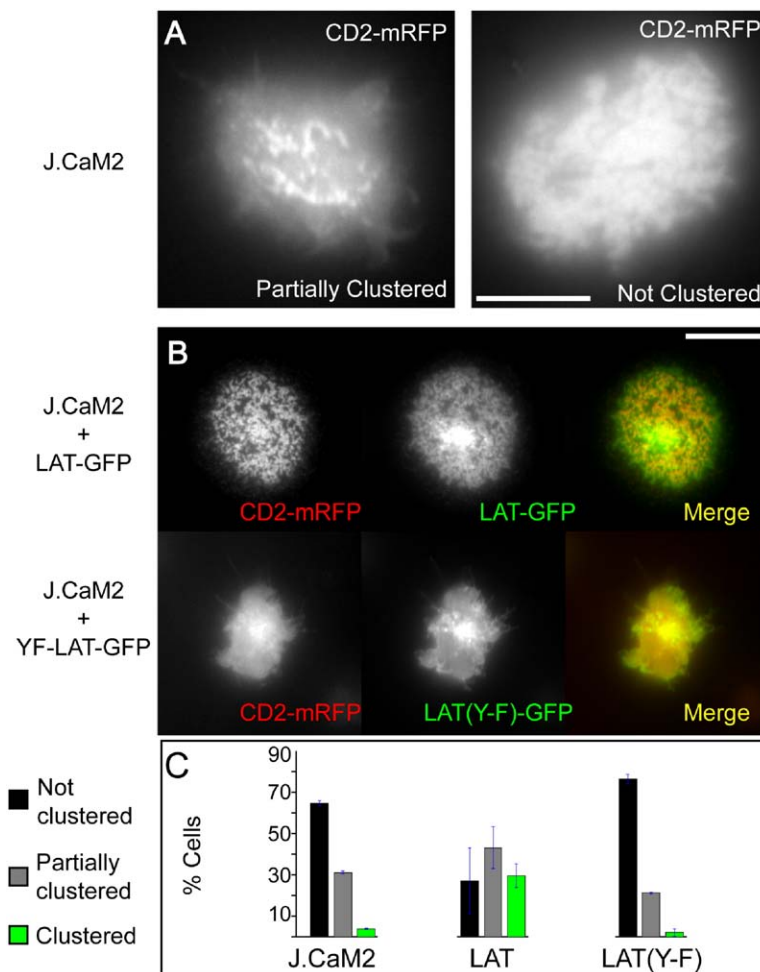 A
CD2-mRFP
CD2-mRFP
J.CaM2
Partially Clustered
Not Clustered
B
J.CaM2
+
LAT-GFP
CD2-mRFP
LAT-GFP
Merge
J.CaM2
+
YF-LAT-GFP
CD2-mRFP
LAT(Y-F)-GFP
Merge
C
Not
clustered
Partially
clustered
Clustered
% Cells
90
70
50
30
10
J.CaM2
LAT
LAT(Y-F)